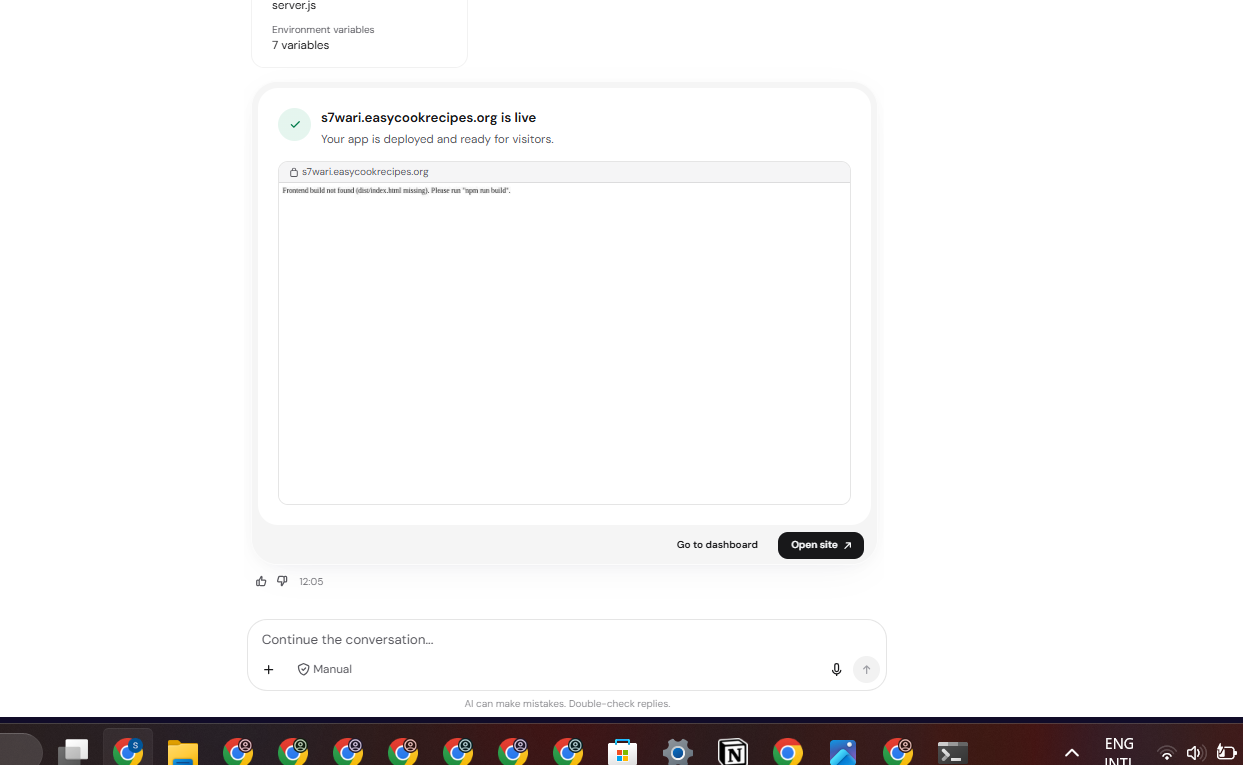 server.js
Environment variables
7 variables
s7wari.easycookrecipes.org is live
Your app is deployed and ready for visitors.
s7wari.easycookrecipes.org
Frontend build not found (dist/index.html missing). Please run "npm run build".
Go to dashboard
Open site
12:05
Continue the conversation...
Manual
AI can make mistakes. Double-check replies.
S
N
ENG
INTL